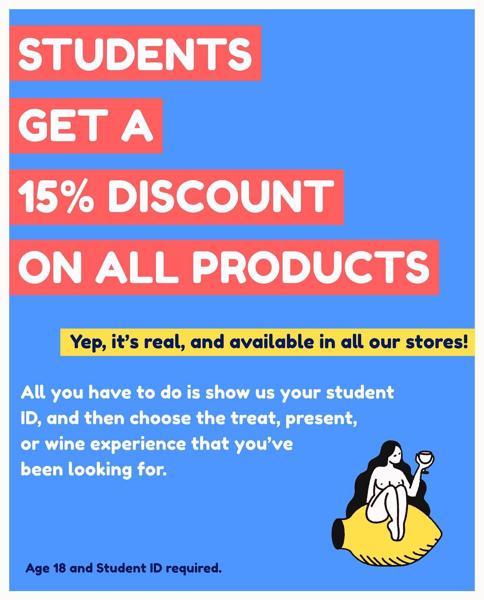 STUDENTS
GET A
15% DISCOUNT
ON ALL PRODUCTS
Yep, it's real, and available in all our stores!
All you have to do is show us your student
ID, and then choose the treat, present,
or wine experience that you've
been looking for.
Age 18 and Student ID required.